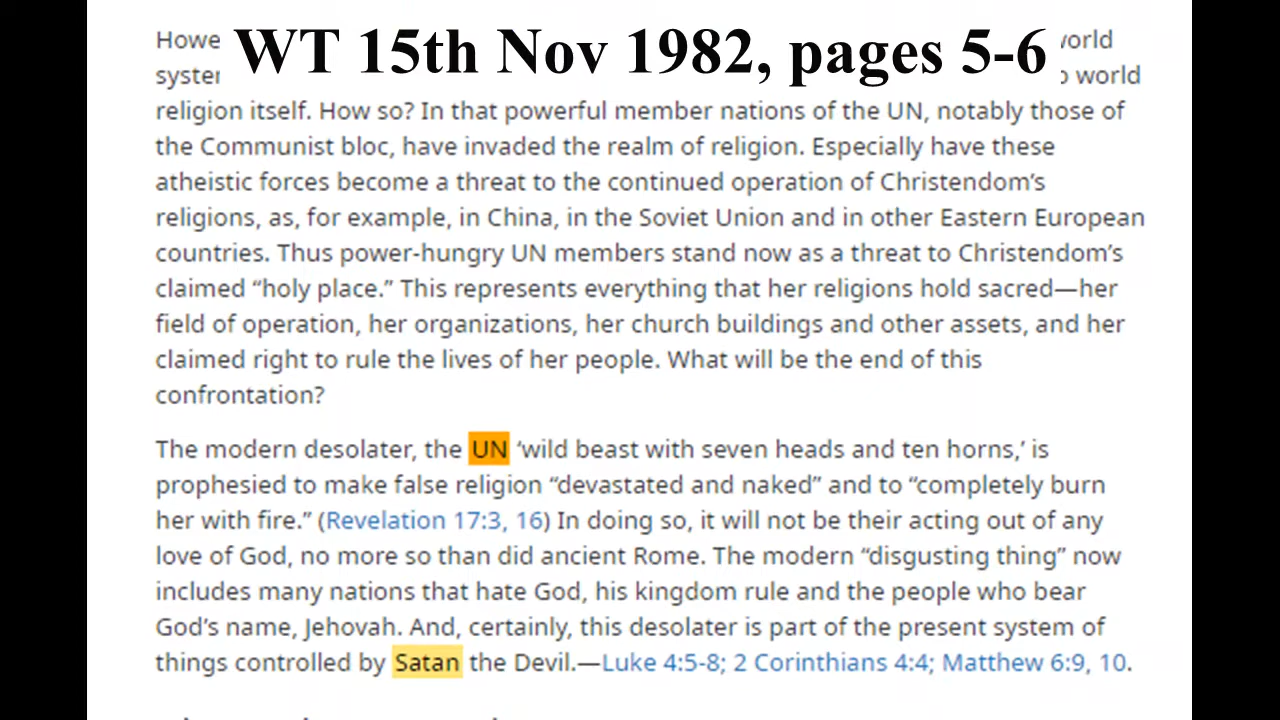 WT 15th Nov 1982, pages 5-6
religion itself. How so? In that powerful member nations of the UN, notably those of
the Communist bloc, have invaded the realm of religion. Especially have these
atheistic forces become a threat to the continued operation of Christendom’s
religions, as, for example, in China, in the Soviet Union and in other Eastern European
countries. Thus power-hungry UN members stand now as a threat to Christendom’s
claimed “holy place.” This represents everything that her religions hold sacred—her
field of operation, her organizations, her church buildings and other assets, and her
claimed right to rule the lives of her people. What will be the end of this
confrontation?
The modern desolater, the UN ‘wild beast with seven heads and ten horns,’ is
prophesied to make false religion “devastated and naked” and to “completely burn
her with fire.” (Revelation 17:3, 16) In doing so, it will not be their acting out of any
love of God, no more so than did ancient Rome. The modern “disgusting thing” now
includes many nations that hate God, his kingdom rule and the people who bear
God’s name, Jehovah. And, certainly, this desolater is part of the present system of
things controlled by Satan the Devil.—Luke 4:5-8; 2 Corinthians 4:4; Matthew 6:9, 10.